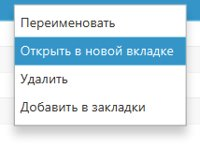 Переименовать
Открыть в новой вкладке
Удалить
Добавить в закладки